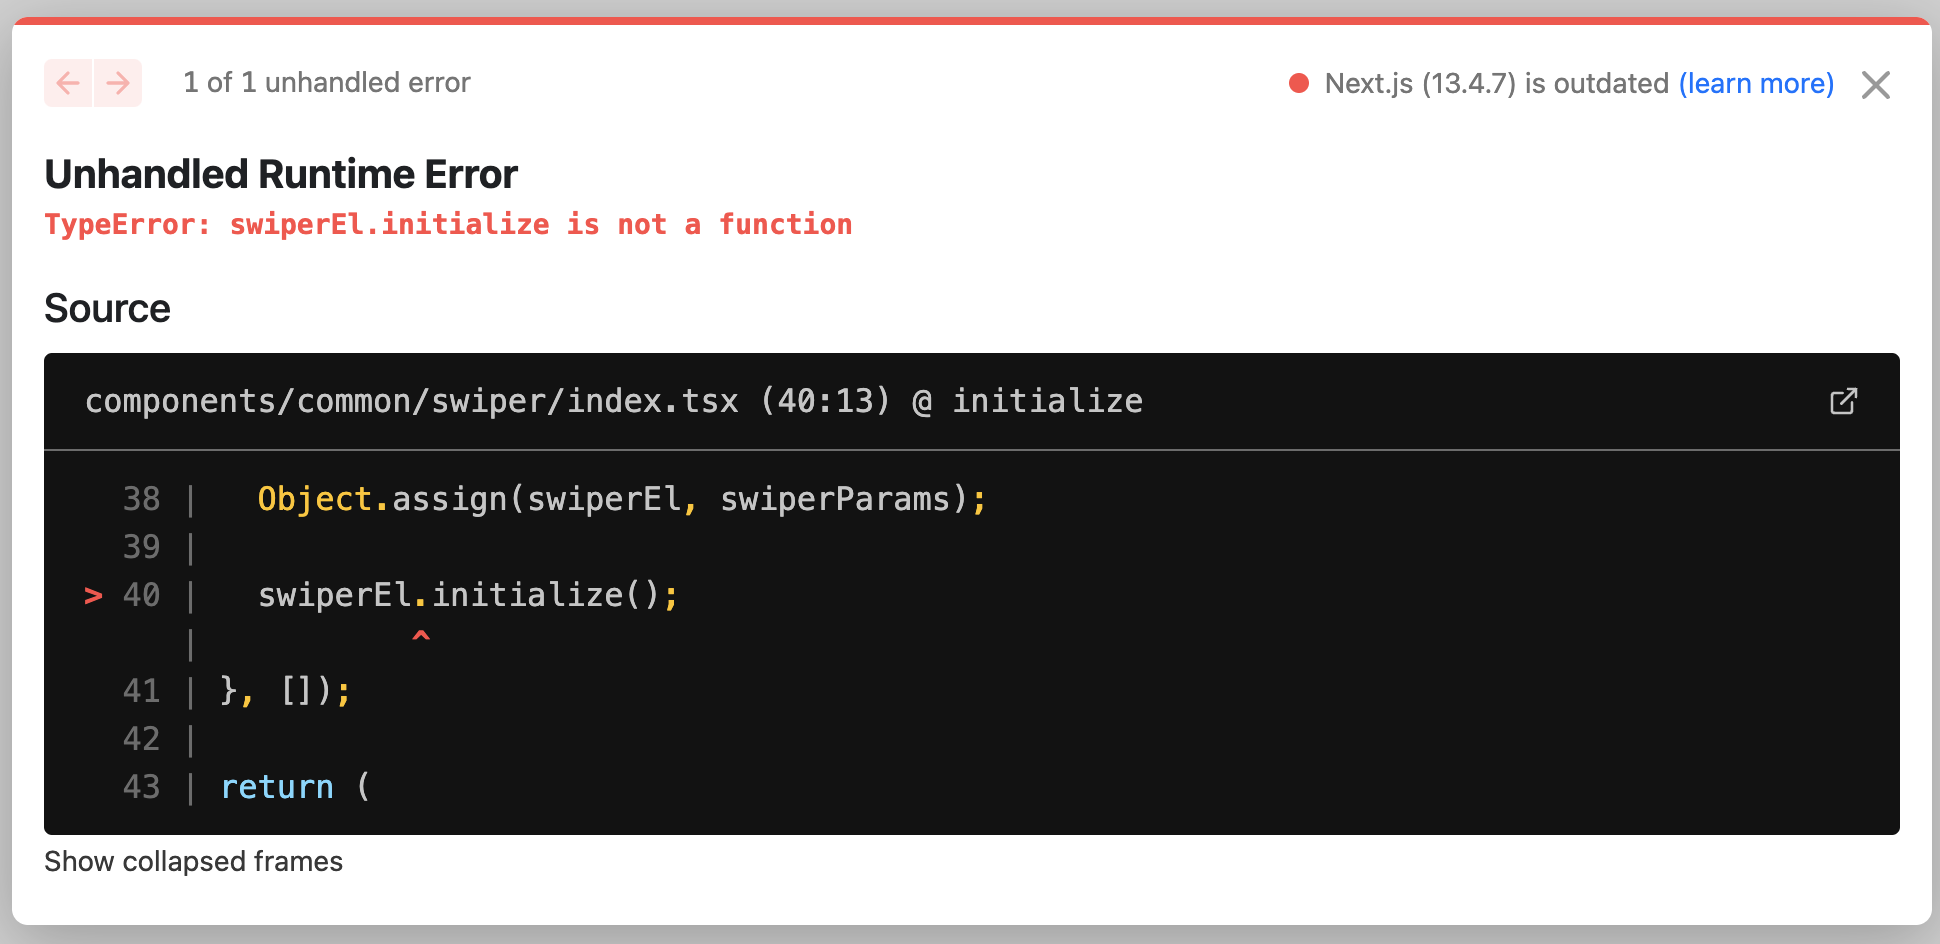 1 of 1 unhandled error
Next.js (13.4.7) is outdated (learn more)
Unhandled Runtime Error
TypeError: swiperEl.initialize is not a function
Source
components/common/swiper/index.tsx (40:13) @ initialize
38 |   Object.assign(swiperEl, swiperParams);
39 |
> 40 |   swiperEl.initialize();
|            ^
41 | }, []);
42 |
43 | return (
Show collapsed frames